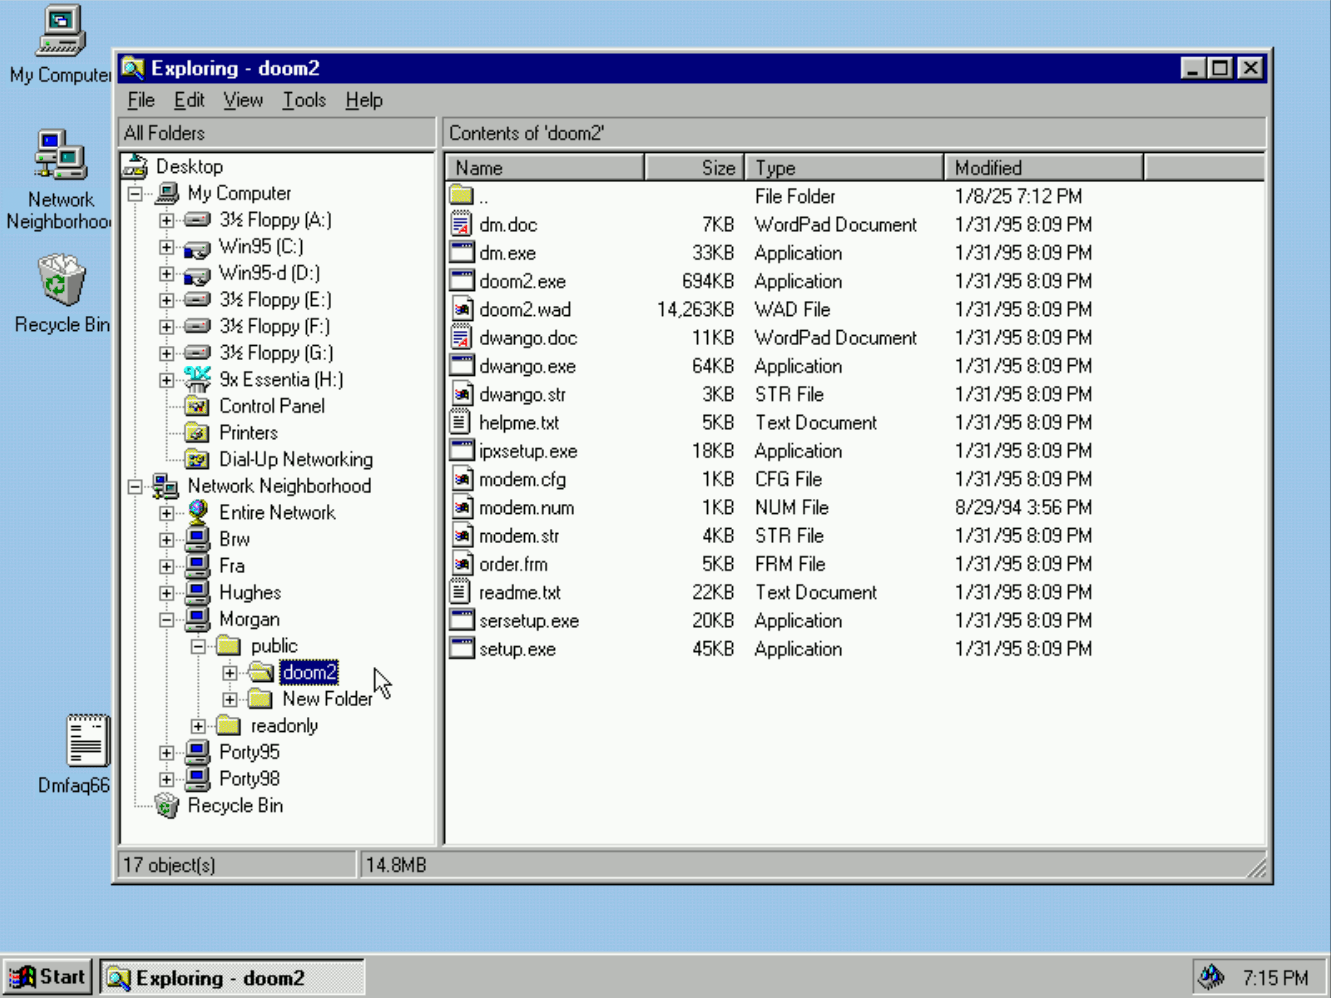 My Computer
Network
Neighborhoo
Recycle Bin
Dmfaq66
Exploring - doom2
File Edit View Tools Help
All Folders
Contents of 'doom2'
Desktop
My Computer
3½ Floppy (A:)
Win95 (C:)
Win95-d (D:)
3½ Floppy (E:)
3½ Floppy (F:)
3½ Floppy (G:)
9x Essentia (H:)
Control Panel
Printers
Dial-Up Networking
Network Neighborhood
Entire Network
Brw
Fra
Hughes
Morgan
public
doom2
New Folder
readonly
Porty95
Porty98
Recycle Bin
Name Size Type Modified
.. File Folder 1/8/25 7:12 PM
dm.doc 7KB WordPad Document 1/31/95 8:09 PM
dm.exe 33KB Application 1/31/95 8:09 PM
doom2.exe 694KB Application 1/31/95 8:09 PM
doom2.wad 14,263KB WAD File 1/31/95 8:09 PM
dwango.doc 11KB WordPad Document 1/31/95 8:09 PM
dwango.exe 64KB Application 1/31/95 8:09 PM
dwango.str 3KB STR File 1/31/95 8:09 PM
helpme.txt 5KB Text Document 1/31/95 8:09 PM
ipxsetup.exe 18KB Application 1/31/95 8:09 PM
modem.cfg 1KB CFG File 1/31/95 8:09 PM
modem.num 1KB NUM File 8/29/94 3:56 PM
modem.str 4KB STR File 1/31/95 8:09 PM
order.frm 5KB FRM File 1/31/95 8:09 PM
readme.txt 22KB Text Document 1/31/95 8:09 PM
sersetup.exe 20KB Application 1/31/95 8:09 PM
setup.exe 45KB Application 1/31/95 8:09 PM
17 object(s) 14.8MB
Start Exploring - doom2 7:15 PM